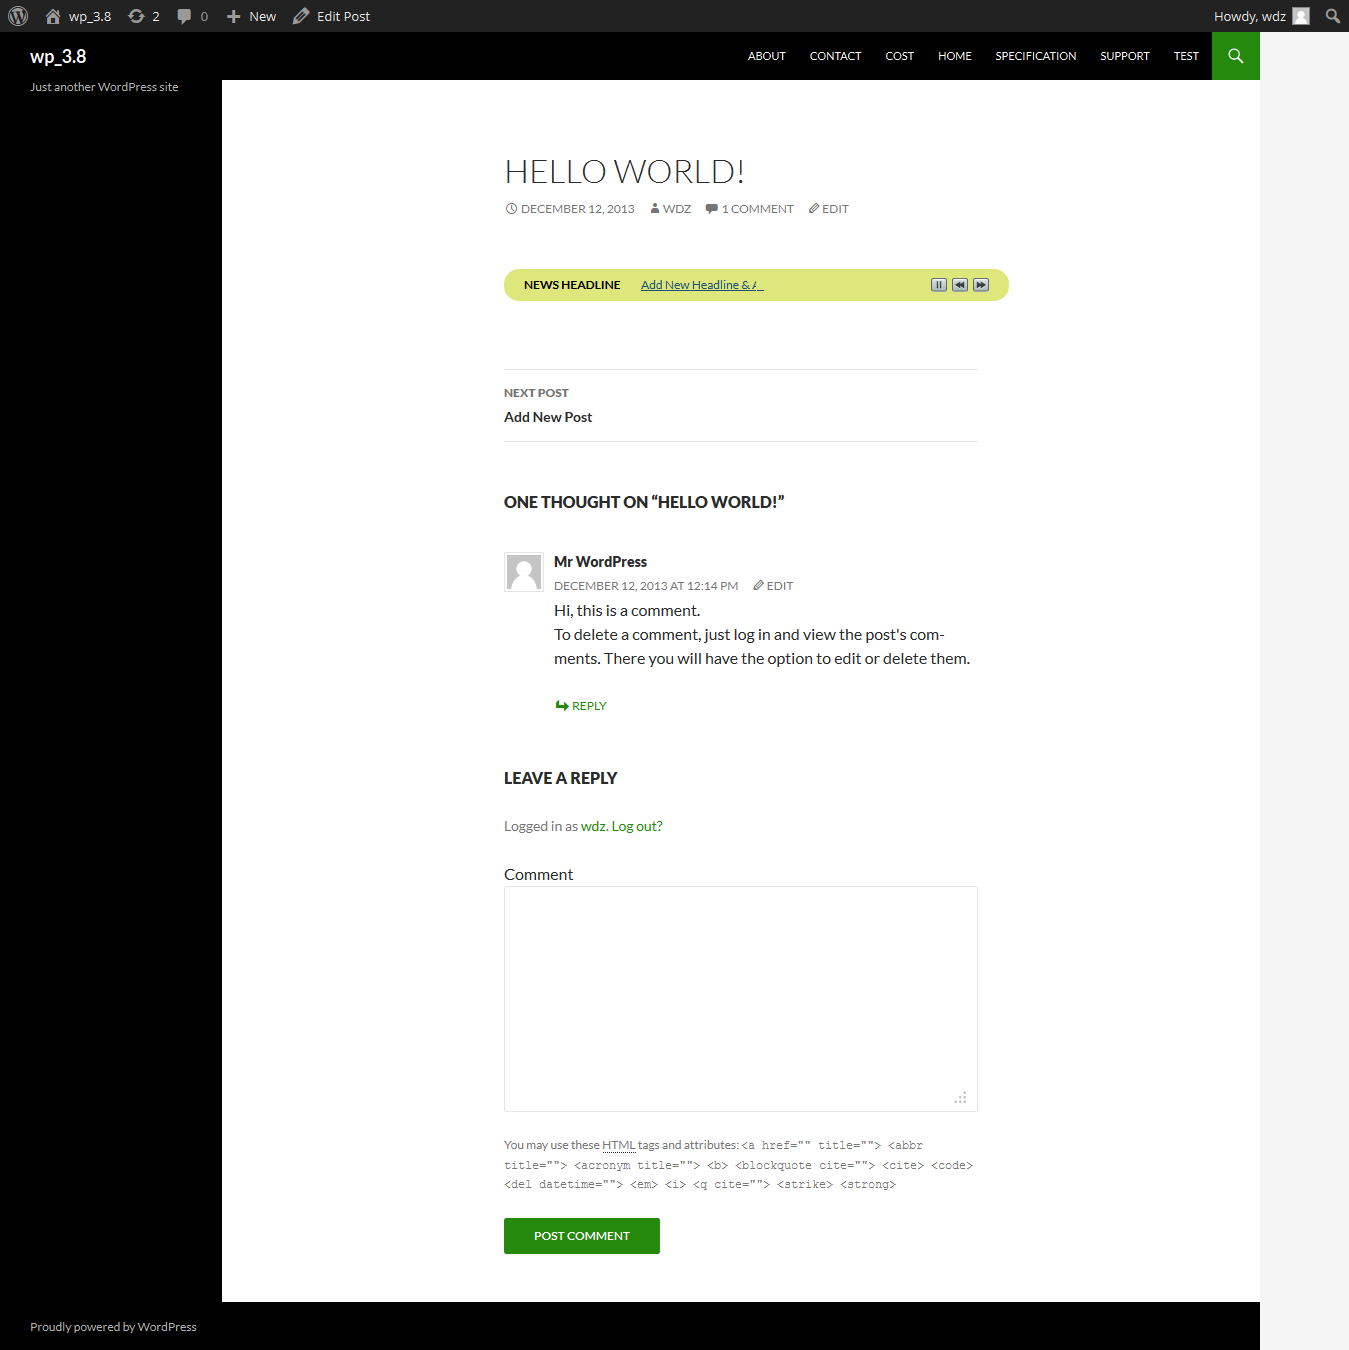 wp_3.8 2 0 New Edit Post Howdy, wdz
wp_3.8 ABOUT CONTACT COST HOME SPECIFICATION SUPPORT TEST
Just another WordPress site
HELLO WORLD!
DECEMBER 12, 2013 WDZ 1 COMMENT EDIT
NEWS HEADLINE Add New Headline & A_
NEXT POST
Add New Post
ONE THOUGHT ON “HELLO WORLD!”
Mr WordPress
DECEMBER 12, 2013 AT 12:14 PM EDIT
Hi, this is a comment.
To delete a comment, just log in and view the post's com-
ments. There you will have the option to edit or delete them.
REPLY
LEAVE A REPLY
Logged in as wdz. Log out?
Comment
You may use these HTML tags and attributes: <a href="" title=""> <abbr
title=""> <acronym title=""> <b> <blockquote cite=""> <cite> <code>
<del datetime=""> <em> <i> <q cite=""> <strike> <strong>
POST COMMENT
Proudly powered by WordPress